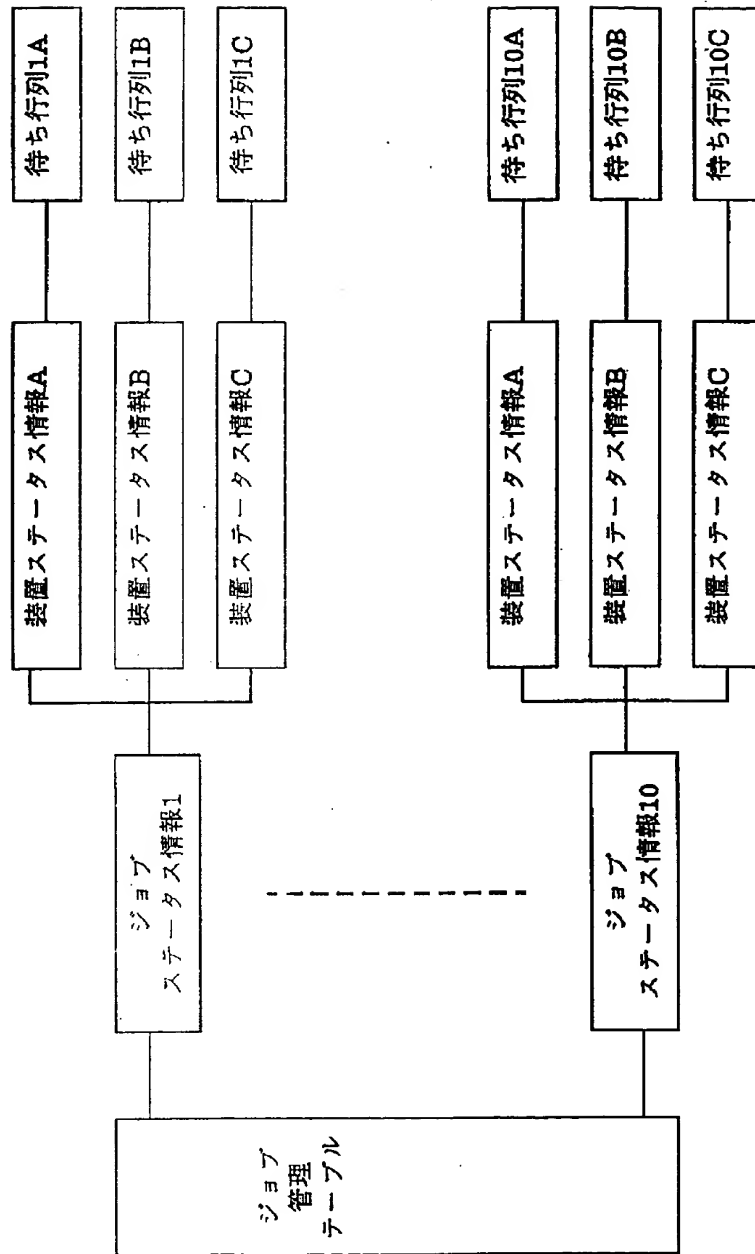 ジョブ
管理
テーブル
ジョブ
ステータス情報1
装置ステータス情報A
待ち行列1A
装置ステータス情報B
待ち行列1B
装置ステータス情報C
待ち行列1C
ジョブ
ステータス情報10
装置ステータス情報A
待ち行列10A
装置ステータス情報B
待ち行列10B
装置ステータス情報C
待ち行列10C